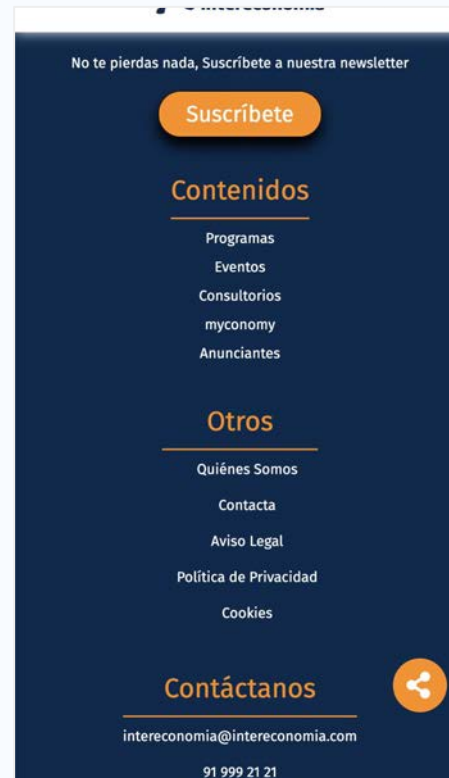 intereconomia
No te pierdas nada, Suscríbete a nuestra newsletter
Suscríbete
Contenidos
Programas
Eventos
Consultorios
myconomy
Anunciantes
Otros
Quiénes Somos
Contacta
Aviso Legal
Política de Privacidad
Cookies
Contáctanos
intereconomia@intereconomia.com
91 999 21 21